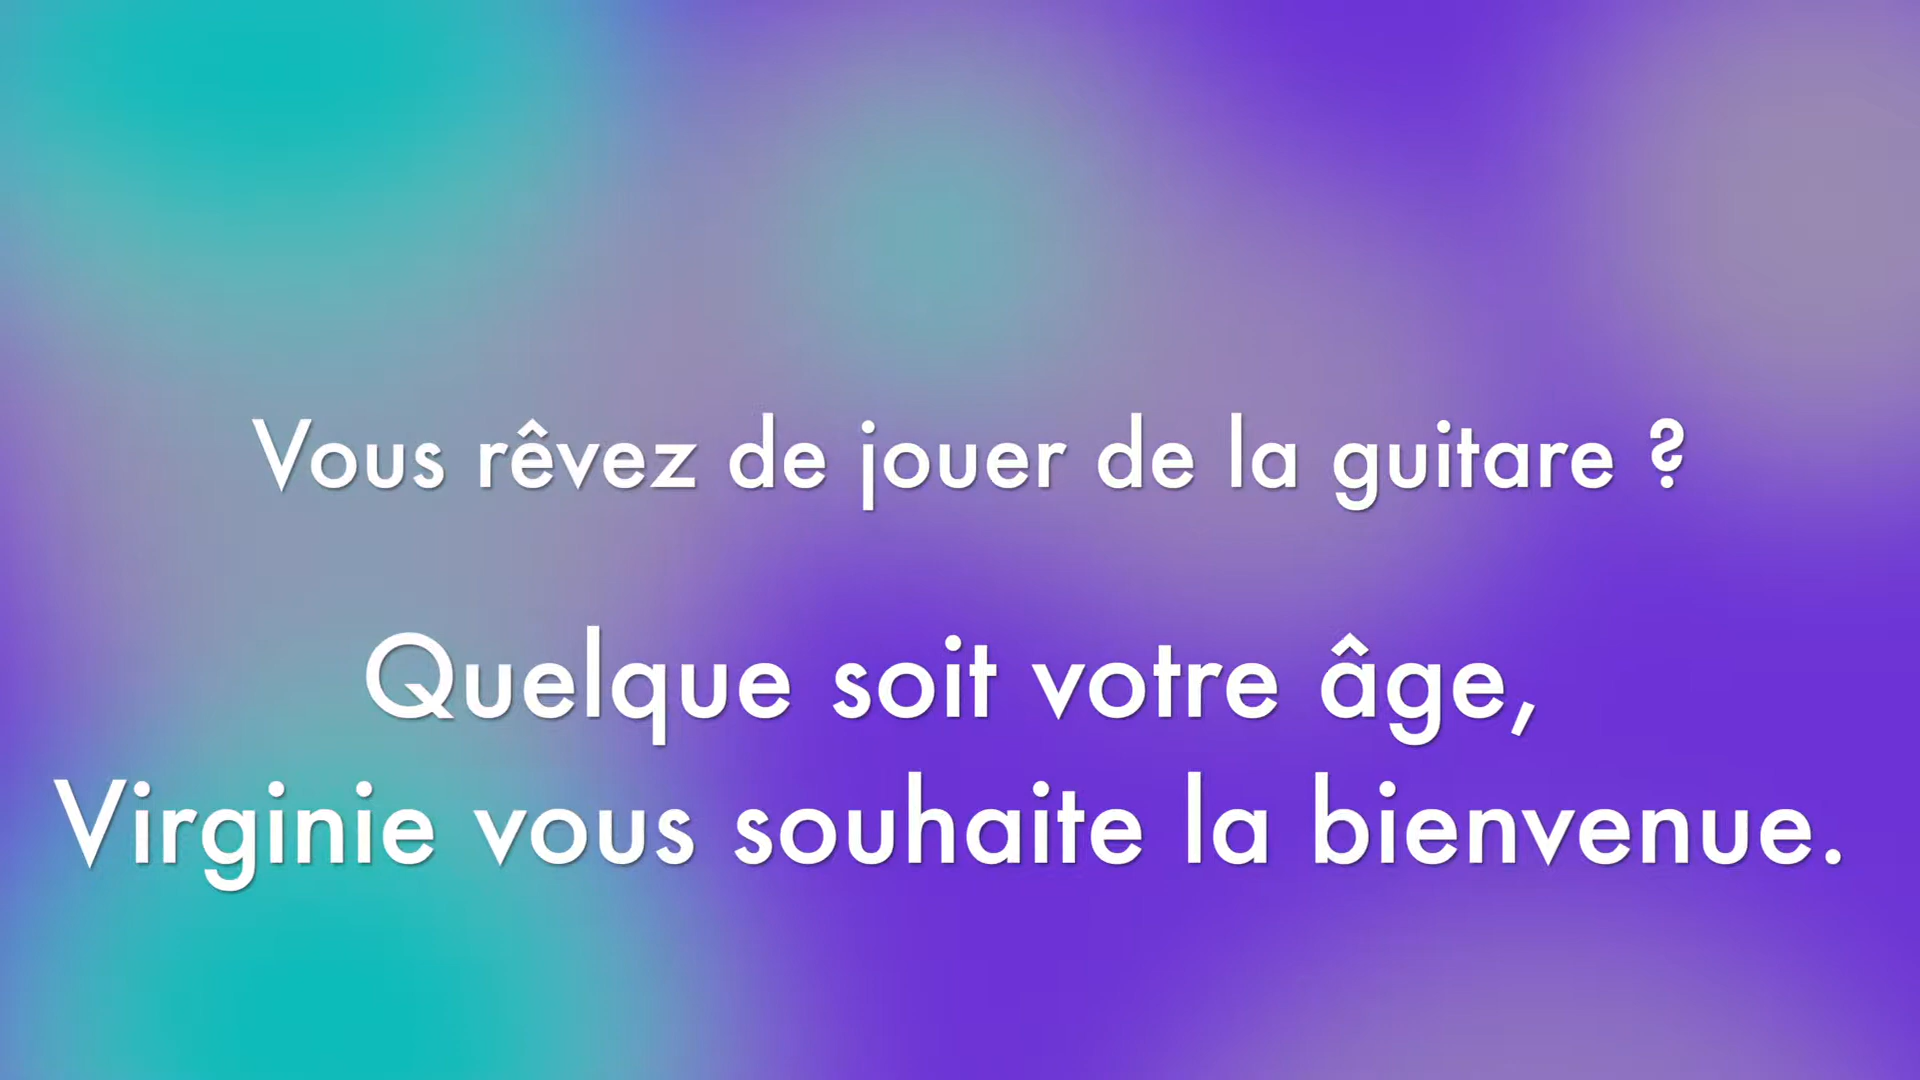 Vous rêvez de jouer de la guitare ?
Quelque soit votre âge,
Virginie vous souhaite la bienvenue.